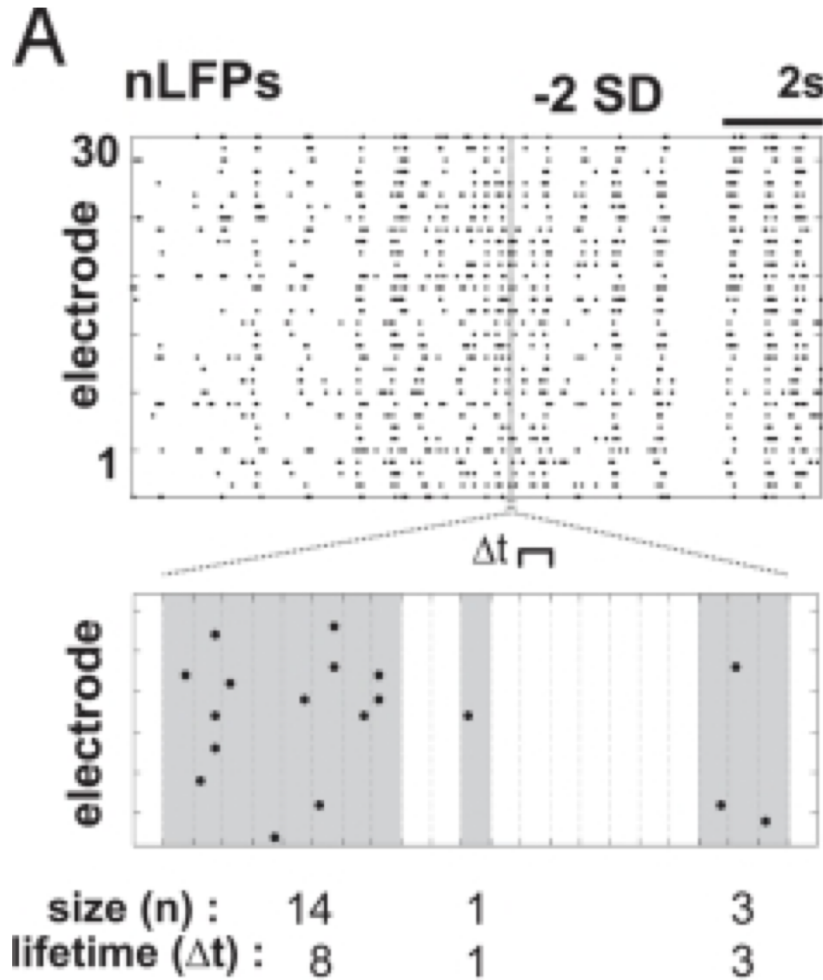 A
nLFPs -2 SD 2s
30
electrode
1
Δt
electrode
size (n) : 14 1 3
lifetime (Δt) : 8 1 3